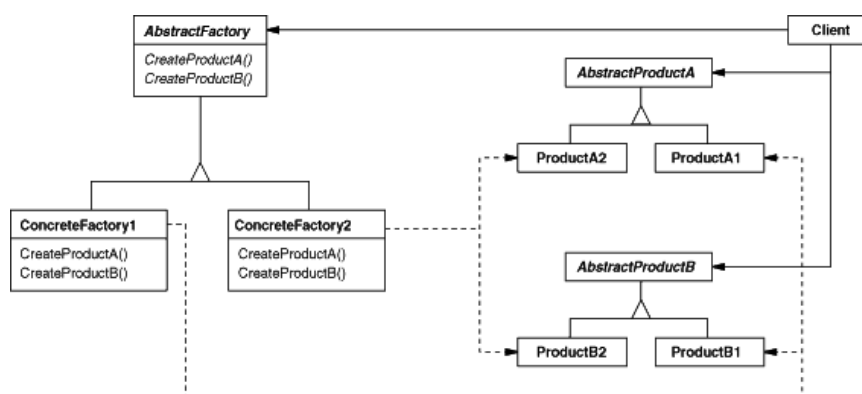 AbstractFactory
CreateProductA()
CreateProductB()
Client
AbstractProductA
ProductA2
ProductA1
ConcreteFactory1
CreateProductA()
CreateProductB()
ConcreteFactory2
CreateProductA()
CreateProductB()
AbstractProductB
ProductB2
ProductB1